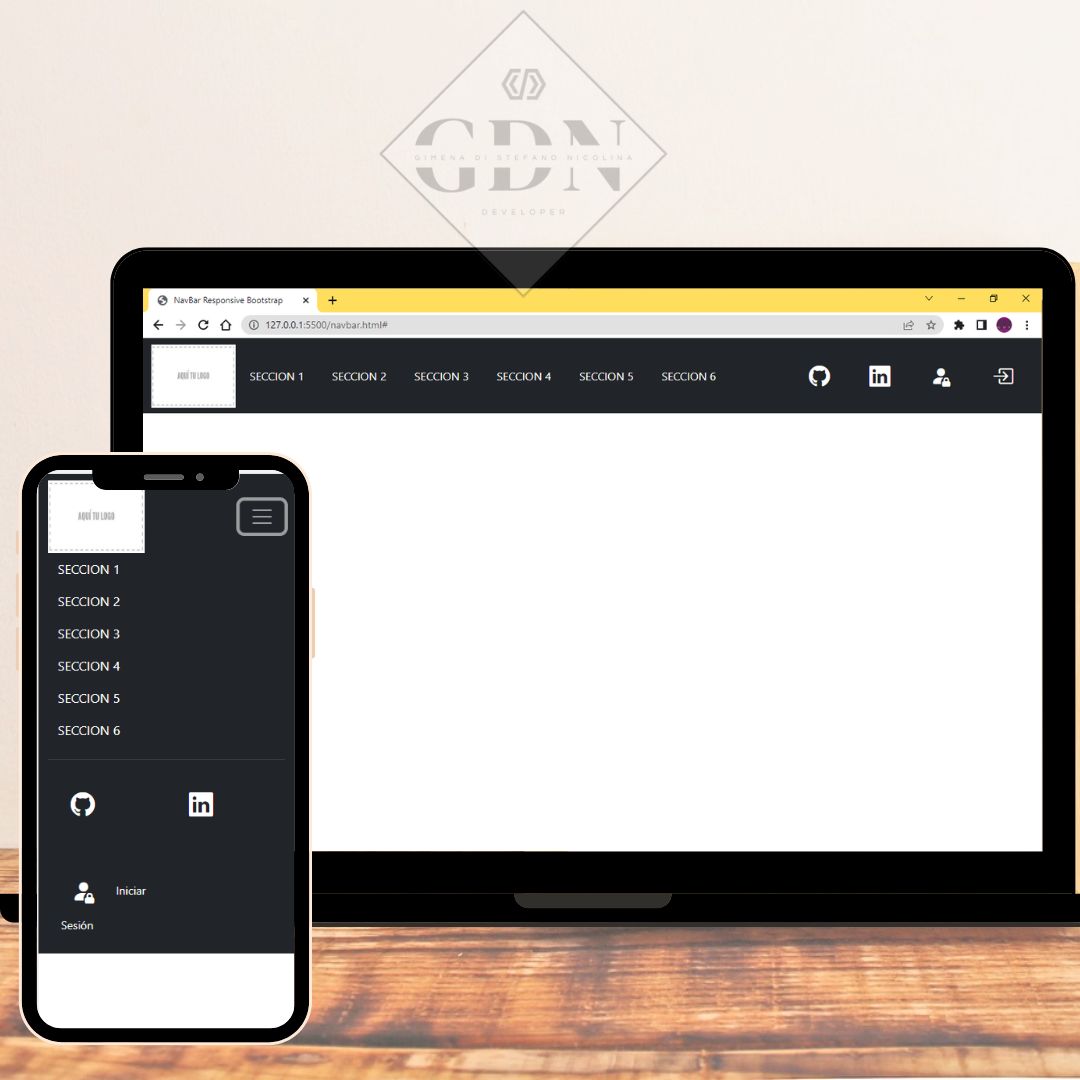 GDN
GIMENA DI STEFANO NICOLINA
DEVELOPER
NavBar Responsive Bootstrap
127.0.0.1:5500/navbar.html#
AQUÍ TU LOGO
SECCION 1
SECCION 2
SECCION 3
SECCION 4
SECCION 5
SECCION 6
in
AQUÍ TU LOGO
SECCION 1
SECCION 2
SECCION 3
SECCION 4
SECCION 5
SECCION 6
in
Iniciar
Sesión